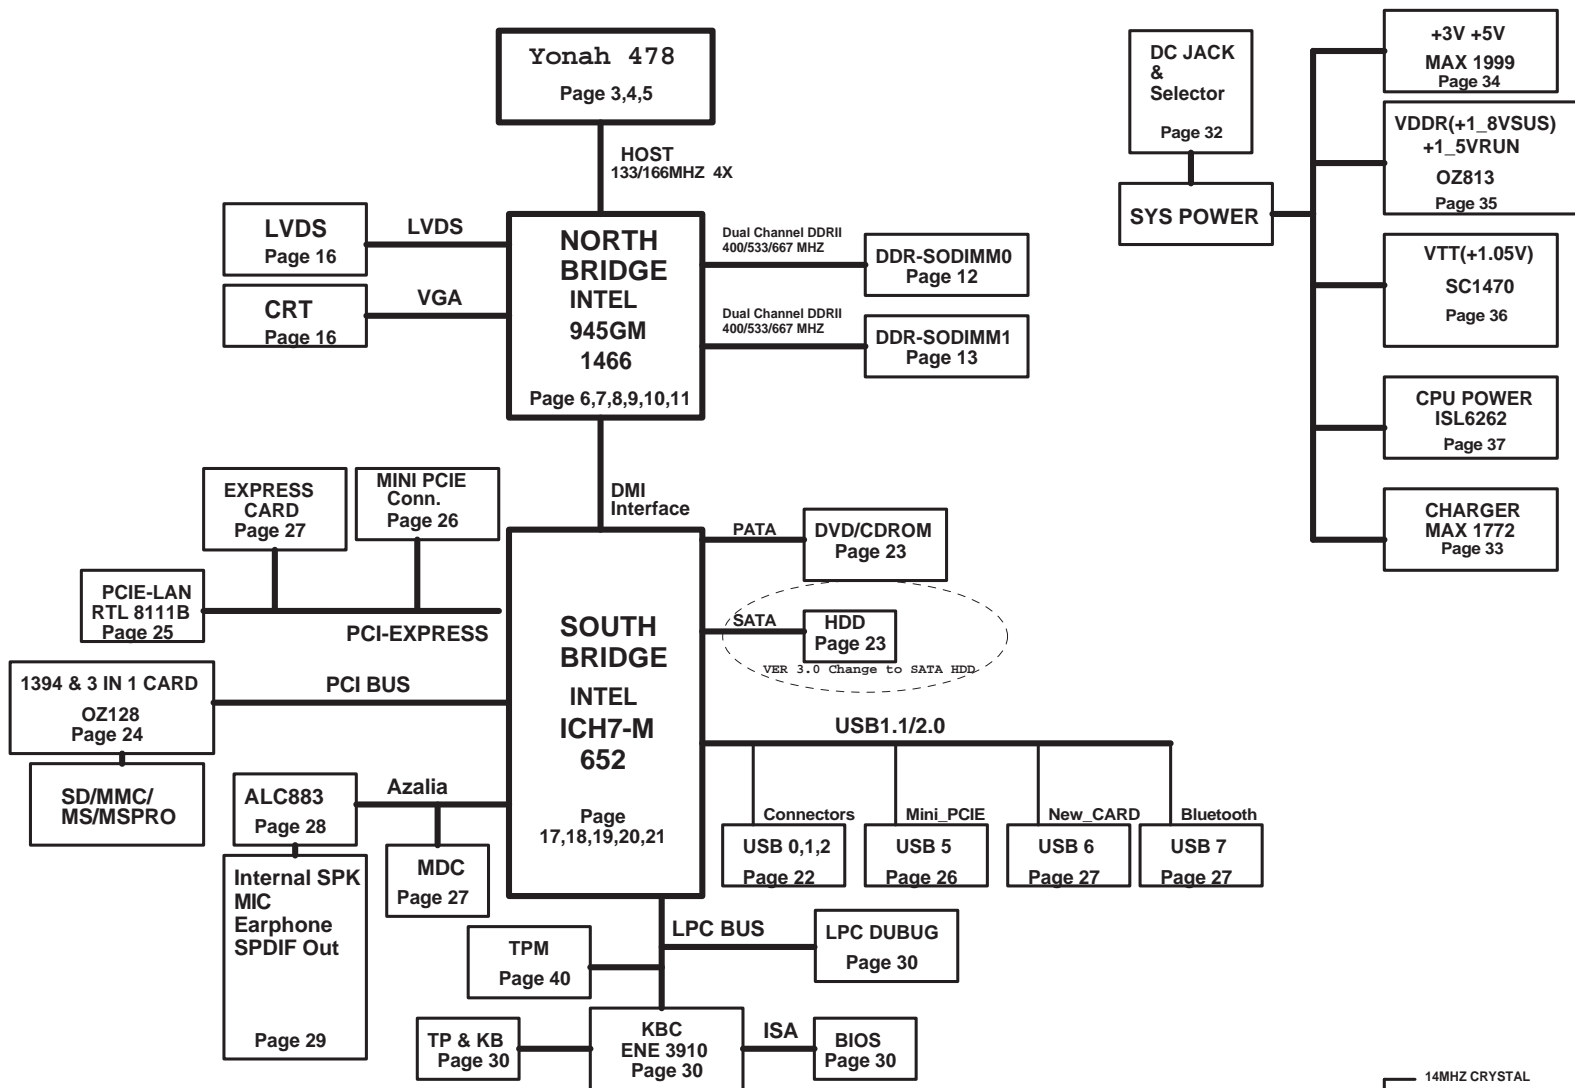 Yonah 478
Page 3,4,5
HOST
133/166MHZ 4X
LVDS
Page 16
LVDS
CRT
Page 16
VGA
NORTH
BRIDGE
INTEL
945GM
1466
Page 6,7,8,9,10,11
Dual Channel DDRII
400/533/667 MHZ
DDR-SODIMM0
Page 12
Dual Channel DDRII
400/533/667 MHZ
DDR-SODIMM1
Page 13
DC JACK
&
Selector
Page 32
SYS POWER
+3V +5V
MAX 1999
Page 34
VDDR(+1_8VSUS)
+1_5VRUN
OZ813
Page 35
VTT(+1.05V)
SC1470
Page 36
CPU POWER
ISL6262
Page 37
CHARGER
MAX 1772
Page 33
DMI
Interface
EXPRESS
CARD
Page 27
MINI PCIE
Conn.
Page 26
PCIE-LAN
RTL 8111B
Page 25
PCI-EXPRESS
1394 & 3 IN 1 CARD
OZ128
Page 24
PCI BUS
SD/MMC/
MS/MSPRO
ALC883
Page 28
Azalia
Internal SPK
MIC
Earphone
SPDIF Out
Page 29
MDC
Page 27
SOUTH
BRIDGE
INTEL
ICH7-M
652
Page
17,18,19,20,21
PATA
DVD/CDROM
Page 23
SATA
HDD
Page 23
VER 3.0 Change to SATA HDD
USB1.1/2.0
Connectors
USB 0,1,2
Page 22
Mini_PCIE
USB 5
Page 26
New_CARD
USB 6
Page 27
Bluetooth
USB 7
Page 27
LPC BUS
LPC DUBUG
Page 30
TPM
Page 40
TP & KB
Page 30
KBC
ENE 3910
Page 30
ISA
BIOS
Page 30
14MHZ CRYSTAL